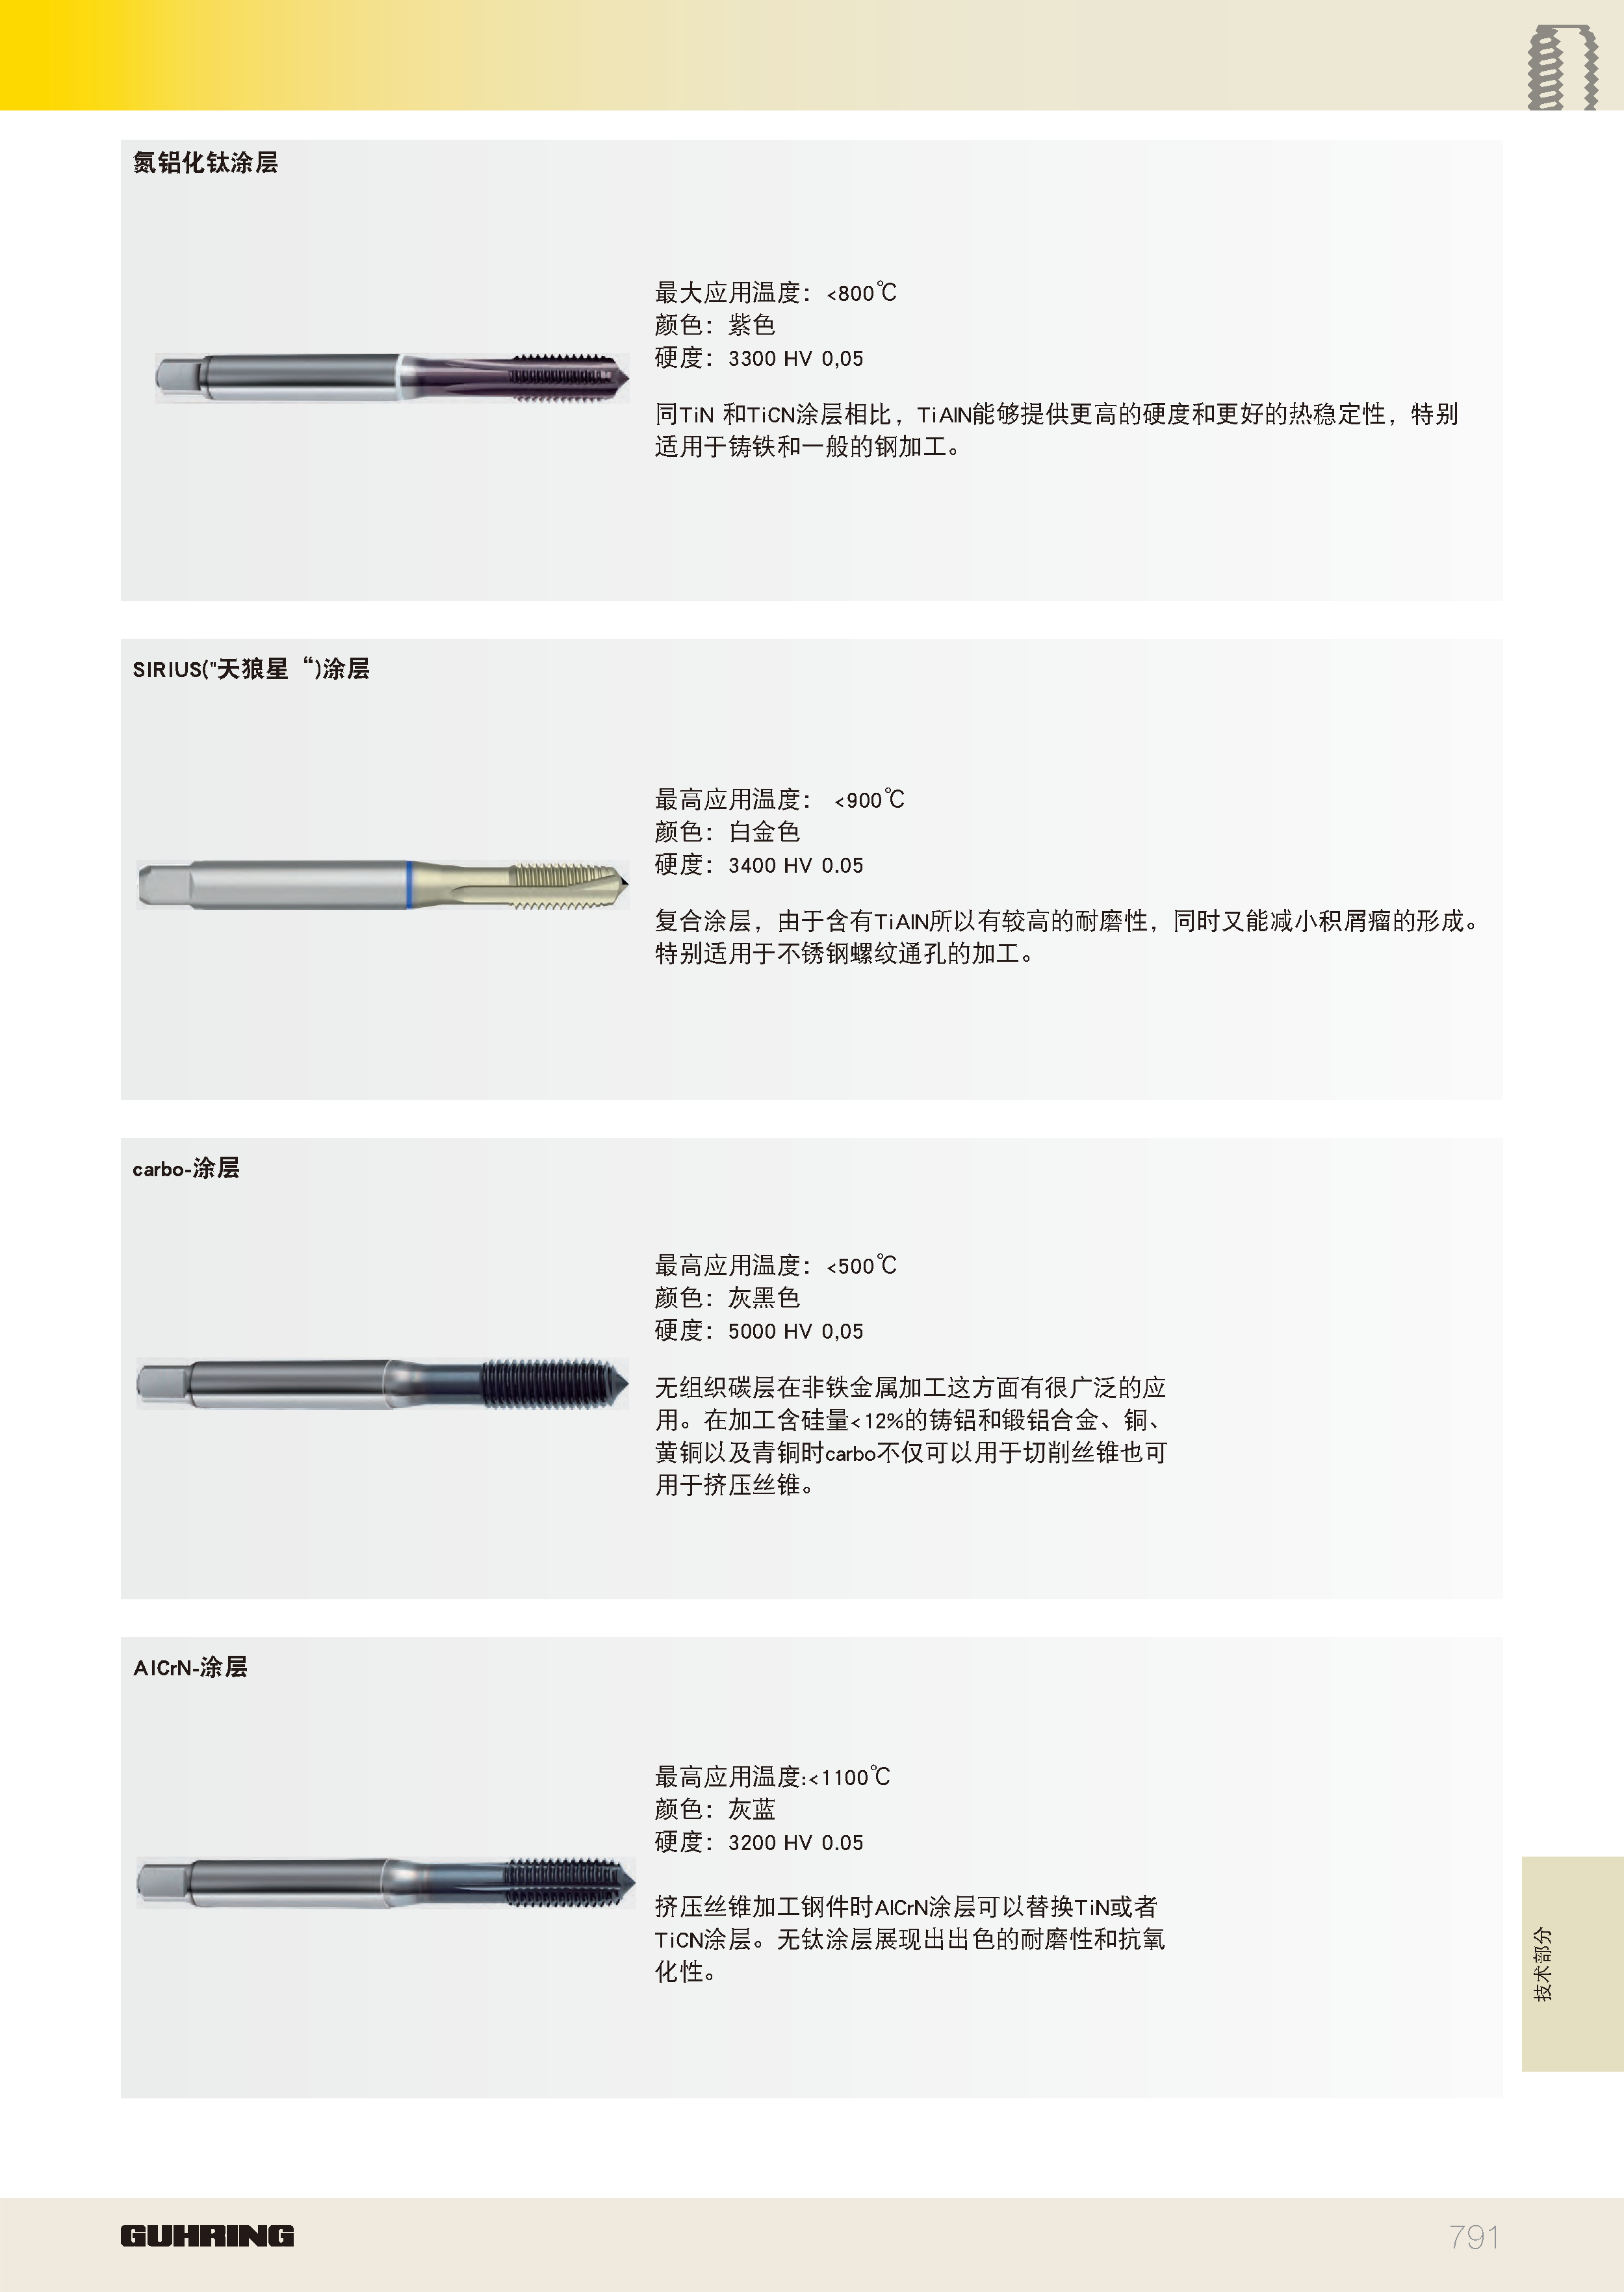 氮铝化钛涂层
最大应用温度：<800℃
颜色：紫色
硬度：3300 HV 0,05
同TiN 和TiCN涂层相比，TiAlN能够提供更高的硬度和更好的热稳定性，特别
适用于铸铁和一般的钢加工。
SIRIUS("天狼星“)涂层
最高应用温度： <900℃
颜色：白金色
硬度：3400 HV 0.05
复合涂层，由于含有TiAlN所以有较高的耐磨性，同时又能减小积屑瘤的形成。
特别适用于不锈钢螺纹通孔的加工。
carbo-涂层
最高应用温度：<500℃
颜色：灰黑色
硬度：5000 HV 0,05
无组织碳层在非铁金属加工这方面有很广泛的应
用。在加工含硅量<12%的铸铝和锻铝合金、铜、
黄铜以及青铜时carbo不仅可以用于切削丝锥也可
用于挤压丝锥。
AlCrN-涂层
最高应用温度:<1100℃
颜色：灰蓝
硬度：3200 HV 0.05
挤压丝锥加工钢件时AlCrN涂层可以替换TiN或者
TiCN涂层。无钛涂层展现出出色的耐磨性和抗氧
化性。
技术部分
GUHRING
791